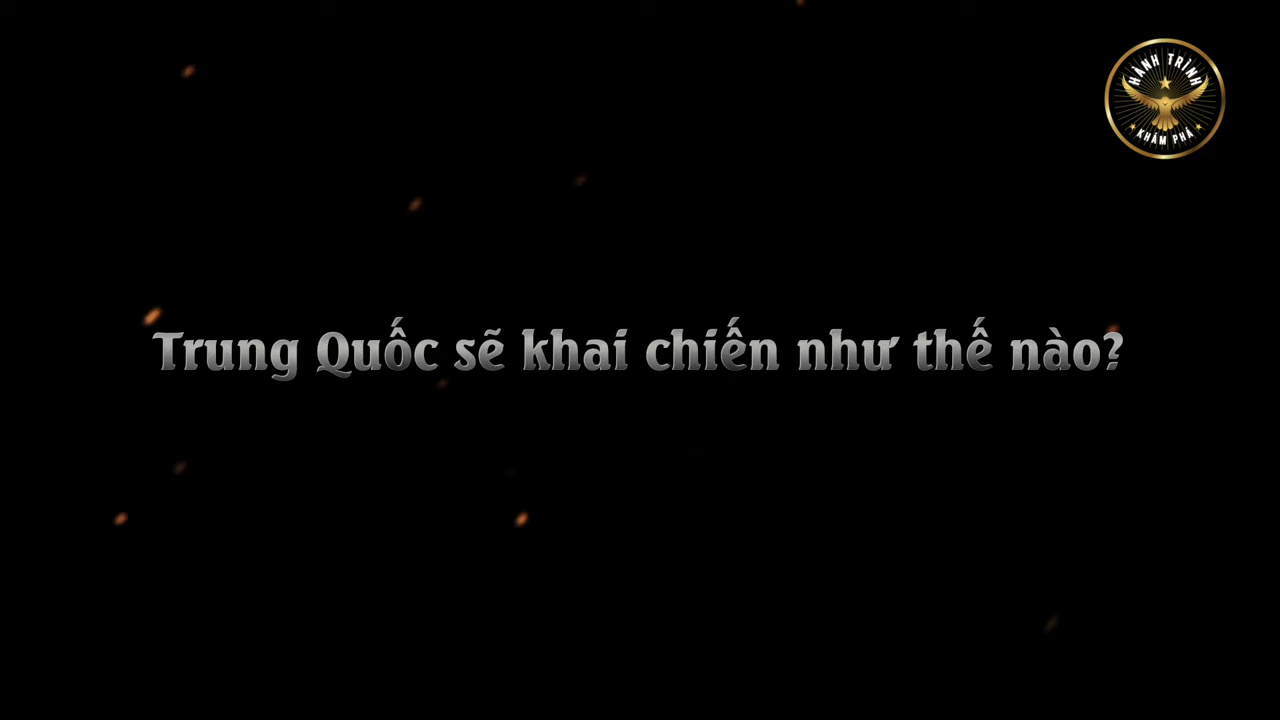 HÀNH TRÌNH
KHÁM PHÁ
Trung Quốc sẽ khai chiến như thế nào?